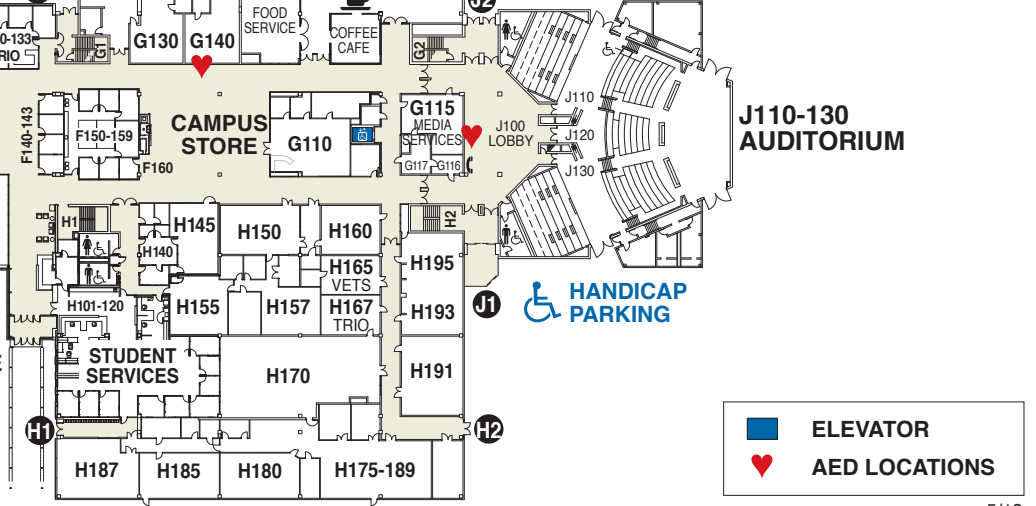 J2
0-133
RIO
G1
G130
G140
FOOD
SERVICE
COFFEE
CAFE
G2
F140-143
F150-159
F160
CAMPUS
STORE
G110
G115
MEDIA
SERVICES
G117
G116
J100
LOBBY
J110
J120
J130
J110-130
AUDITORIUM
H1
H145
H140
H150
H160
H2
H195
H165
VETS
H101-120
H155
H157
H167
TRIO
H193
J1
HANDICAP
PARKING
STUDENT
SERVICES
H170
H191
H1
H2
H187
H185
H180
H175-189
ELEVATOR
AED LOCATIONS